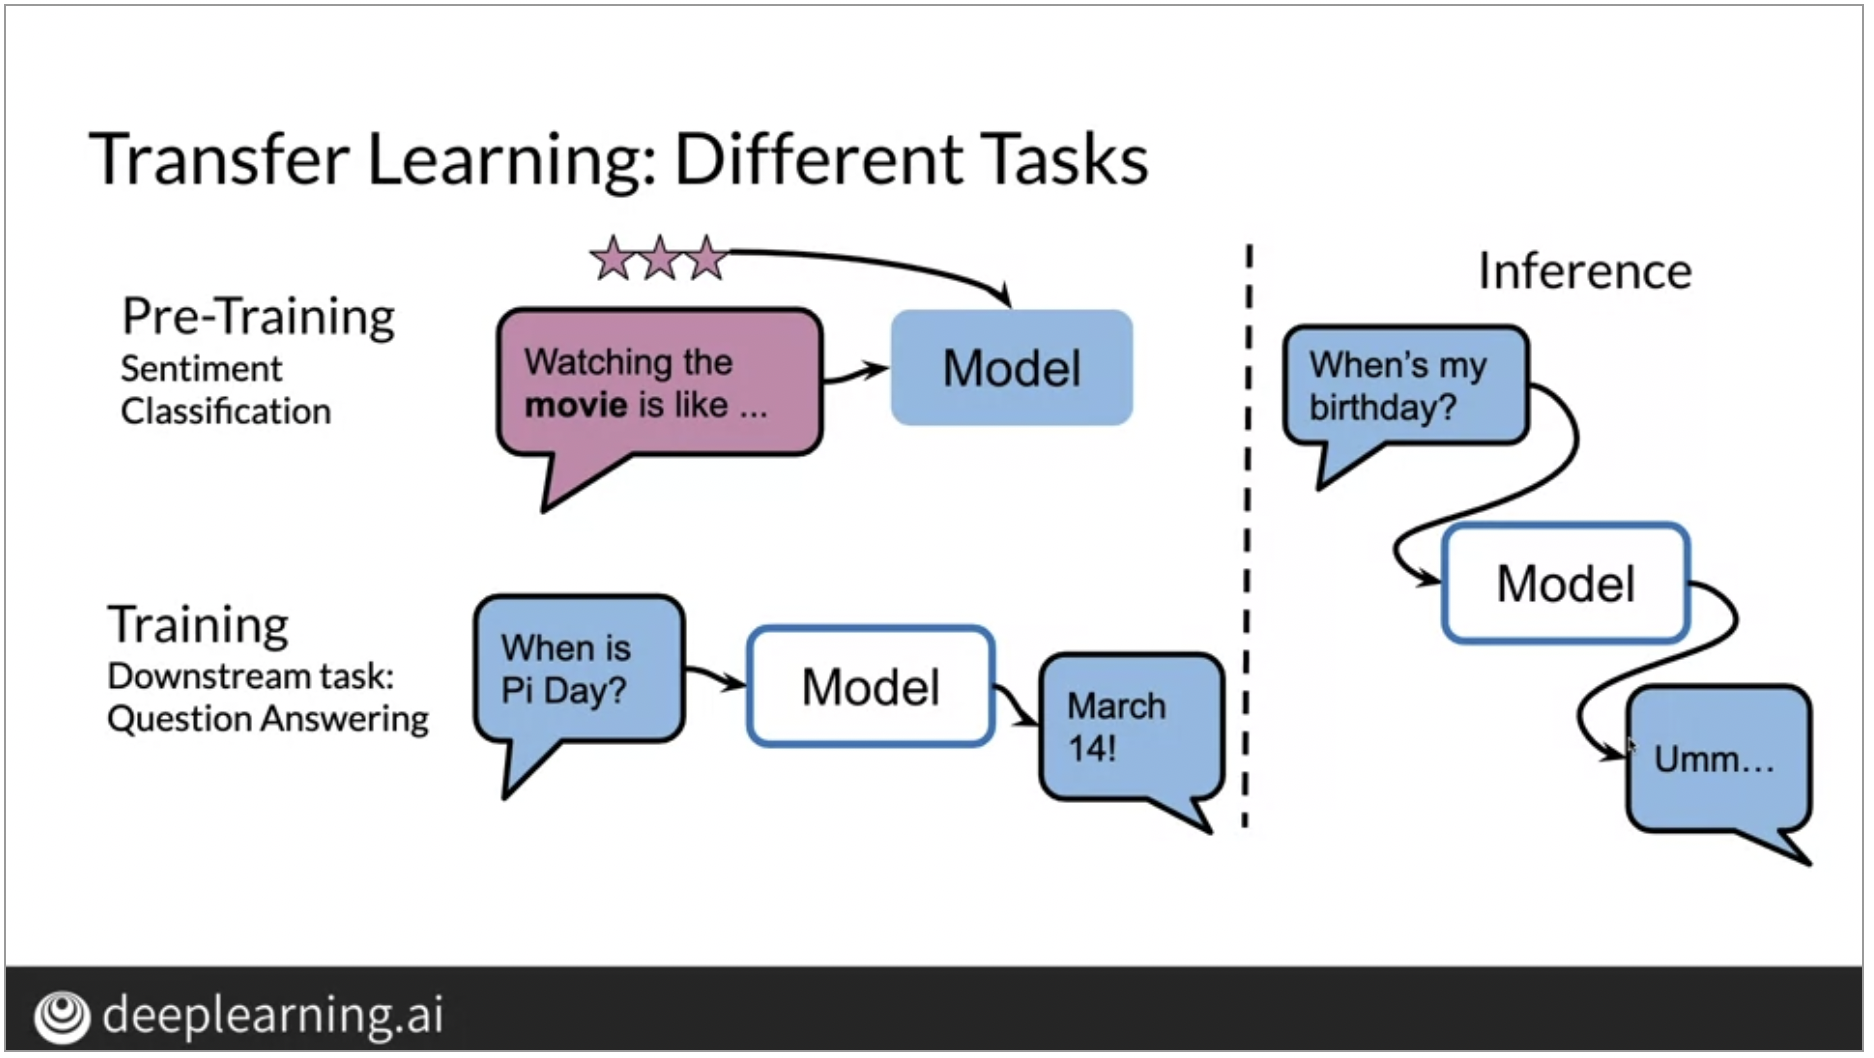 Transfer Learning: Different Tasks
Pre-Training
Sentiment
Classification
Watching the
movie is like ...
Model
Training
Downstream task:
Question Answering
When is
Pi Day?
Model
March
14!
Inference
When's my
birthday?
Model
Umm...
deeplearning.ai